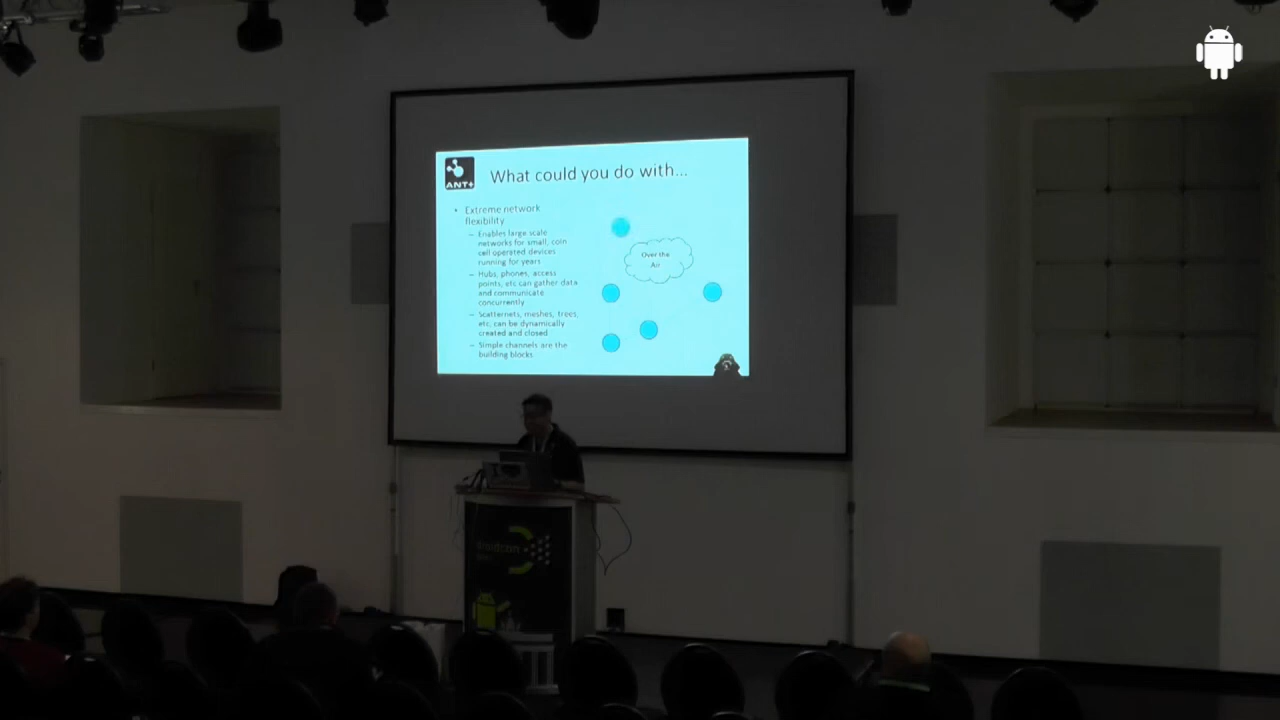 ANT+
What could you do with...
• Extreme network
flexibility
– Enables large scale
networks for small, coin
cell operated devices
running for years
– Hubs, phones, access
points, etc can gather data
and communicate
concurrently
– Scatternets, meshes, trees,
etc, can be dynamically
created and closed
– Simple channels are the
building blocks.
Over the
Air
droidcon